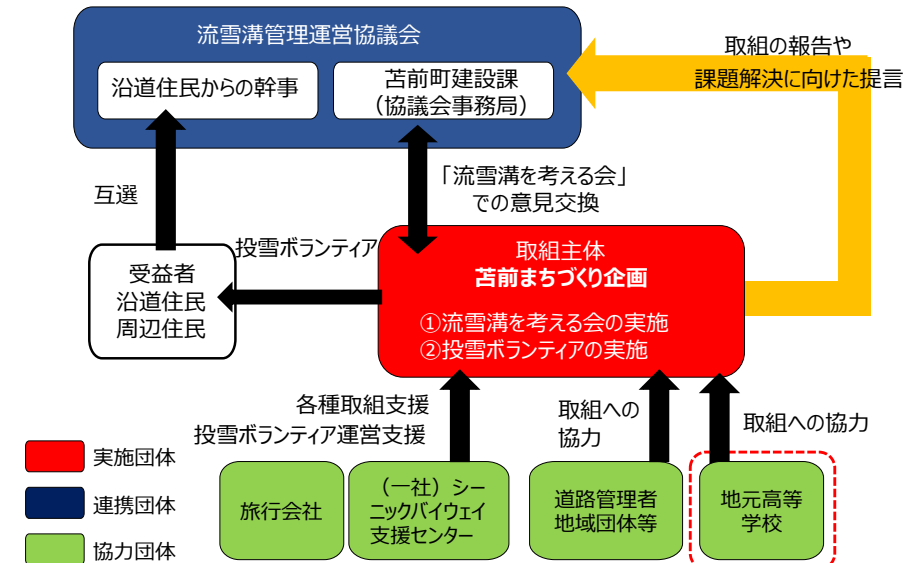 流雪溝管理運営協議会
沿道住民からの幹事
苫前町建設課
（協議会事務局）
取組の報告や
課題解決に向けた提言
互選
「流雪溝を考える会」
での意見交換
投雪ボランティア
受益者
沿道住民
周辺住民
取組主体
苫前まちづくり企画
①流雪溝を考える会の実施
②投雪ボランティアの実施
各種取組支援
投雪ボランティア運営支援
取組への
協力
取組への協力
実施団体
連携団体
協力団体
旅行会社
（一社）シー
ニックバイウェイ
支援センター
道路管理者
地域団体等
地元高等
学校